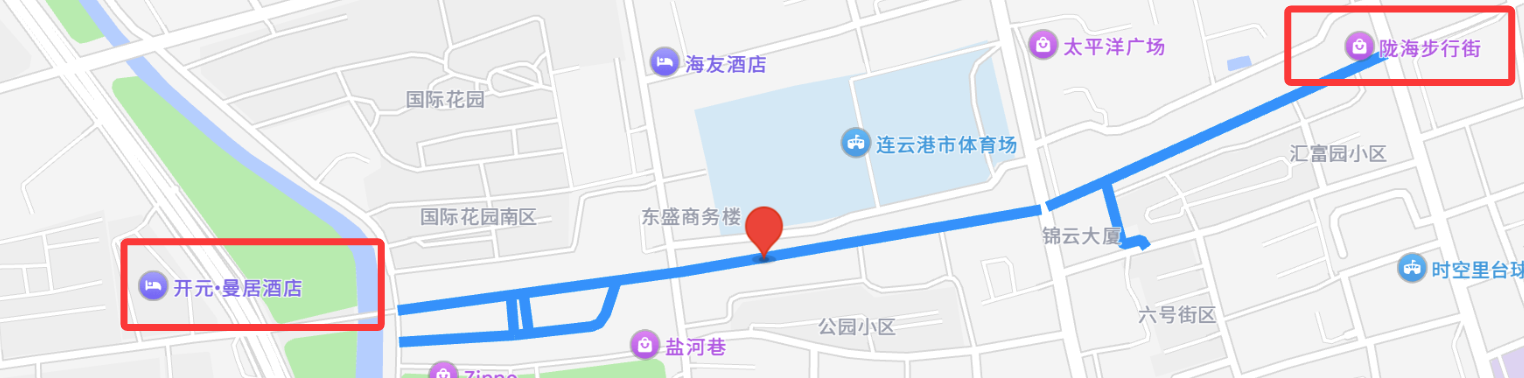 陇海步行街
太平洋广场
海友酒店
国际花园
连云港市体育场
汇富园小区
国际花园南区
东盛商务楼
锦云大厦
时空里台球
开元·曼居酒店
六号街区
公园小区
盐河巷
Zippo